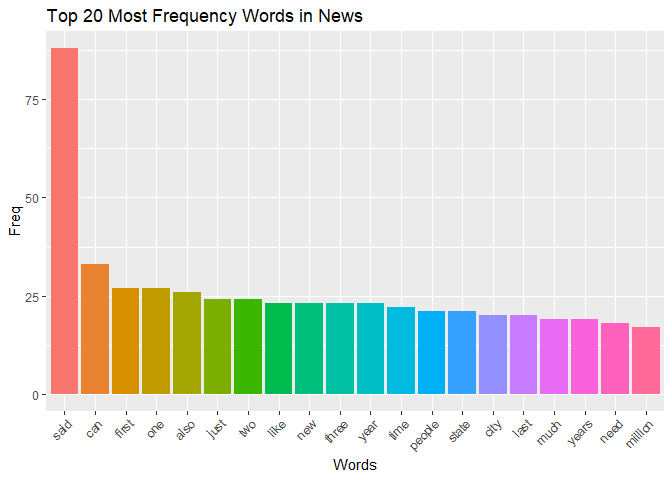 Top 20 Most Frequency Words in News
Freq
75
50
25
0
said
can
first
one
also
just
two
like
new
three
year
time
people
state
city
last
much
years
need
million
Words